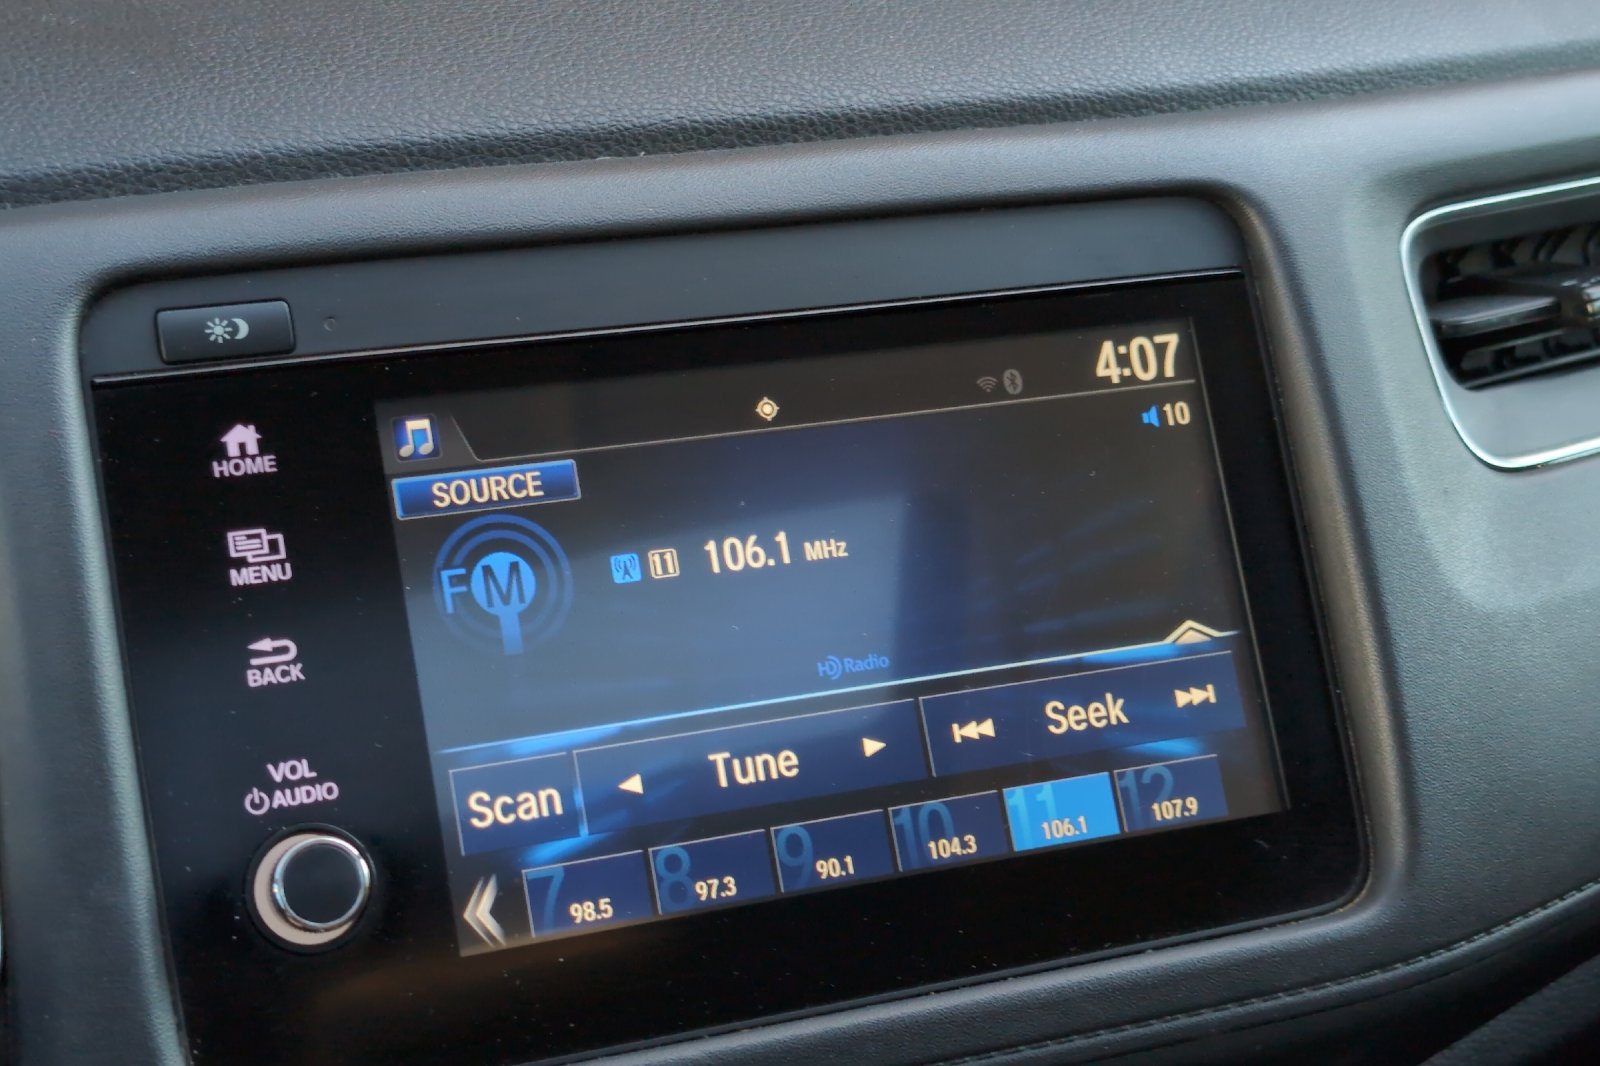 4:07
10
HOME
SOURCE
FM
11 106.1 MHz
MENU
HD Radio
BACK
Scan
Tune
Seek
VOL
AUDIO
7 98.5
8 97.3
9 90.1
10 104.3
11 106.1
12 107.9